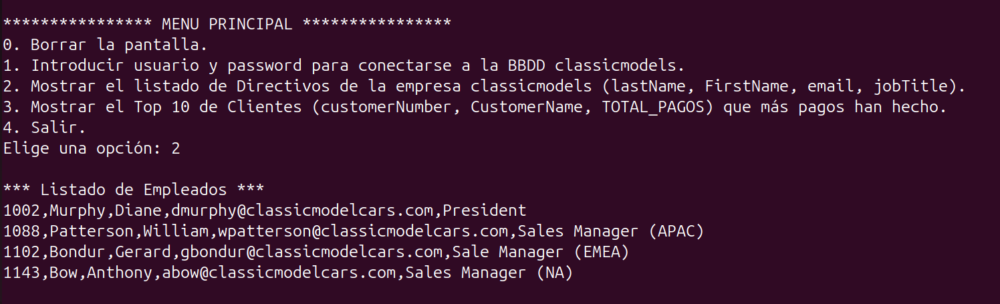 **************** MENU PRINCIPAL ****************
0. Borrar la pantalla.
1. Introducir usuario y password para conectarse a la BBDD classicmodels.
2. Mostrar el listado de Directivos de la empresa classicmodels (lastName, FirstName, email, jobTitle).
3. Mostrar el Top 10 de Clientes (customerNumber, CustomerName, TOTAL_PAGOS) que más pagos han hecho.
4. Salir.
Elige una opción: 2
*** Listado de Empleados ***
1002,Murphy,Diane,dmurphy@classicmodelcars.com,President
1088,Patterson,William,wpatterson@classicmodelcars.com,Sales Manager (APAC)
1102,Bondur,Gerard,gbondur@classicmodelcars.com,Sale Manager (EMEA)
1143,Bow,Anthony,abow@classicmodelcars.com,Sales Manager (NA)